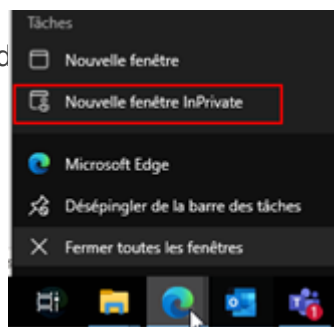 Tâches
d
Nouvelle fenêtre
Nouvelle fenêtre InPrivate
Microsoft Edge
Désépingler de la barre des tâches
Fermer toutes les fenêtres